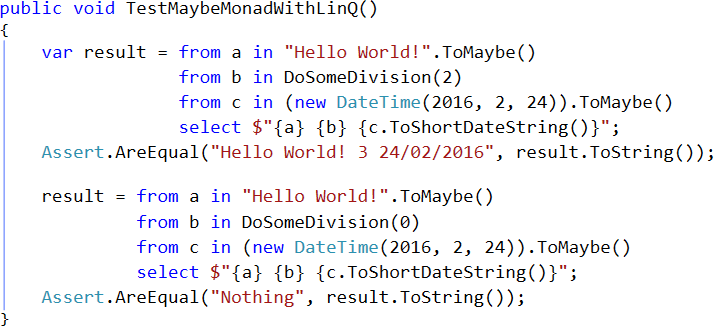 public void TestMaybeMonadWithLinQ()
{
    var result = from a in "Hello World!".ToMaybe()
                 from b in DoSomeDivision(2)
                 from c in (new DateTime(2016, 2, 24)).ToMaybe()
                 select $"{a} {b} {c.ToShortDateString()}";
    Assert.AreEqual("Hello World! 3 24/02/2016", result.ToString());

    result = from a in "Hello World!".ToMaybe()
             from b in DoSomeDivision(0)
             from c in (new DateTime(2016, 2, 24)).ToMaybe()
             select $"{a} {b} {c.ToShortDateString()}";
    Assert.AreEqual("Nothing", result.ToString());
}